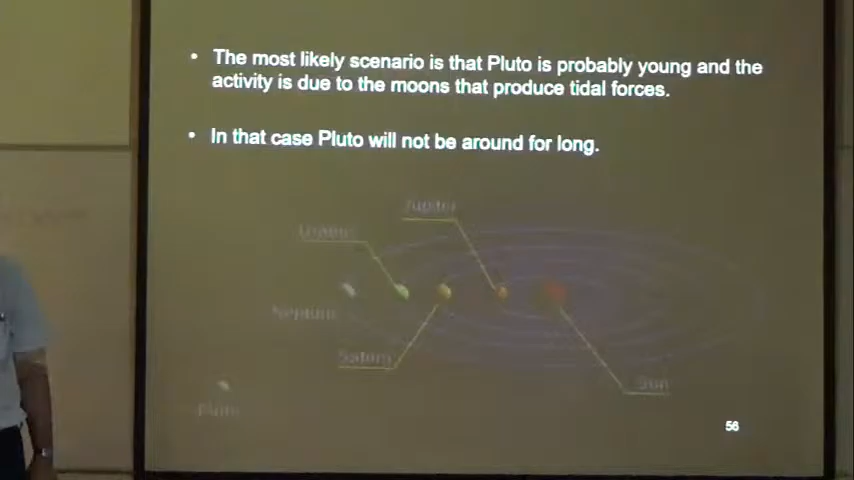 • The most likely scenario is that Pluto is probably young and the
activity is due to the moons that produce tidal forces.
• In that case Pluto will not be around for long.
Jupiter
Uranus
Neptune
Saturn
Sun
Pluto
56